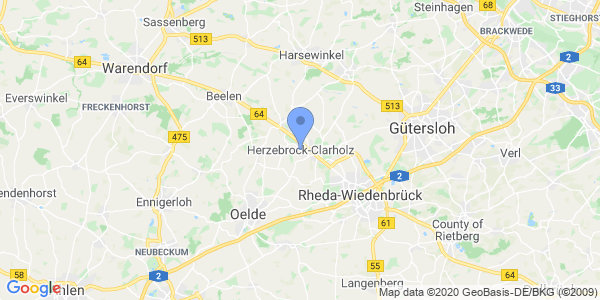 Steinhagen
STIEGHORST
Sassenberg
BRACKWEDE
513
Harsewinkel
2
64
Warendorf
33
Everswinkel
Beelen
FRECKENHORST
513
64
Gütersloh
475
Herzebrock-Clarholz
Verl
2
endenhorst
Ennigerloh
Rheda-Wiedenbrück
Oelde
61
County of
Rietberg
NEUBECKUM
55
58
2
64
Langenberg
Google
hlen
Map data ©2020 GeoBasis-DE/BKG (©2009)